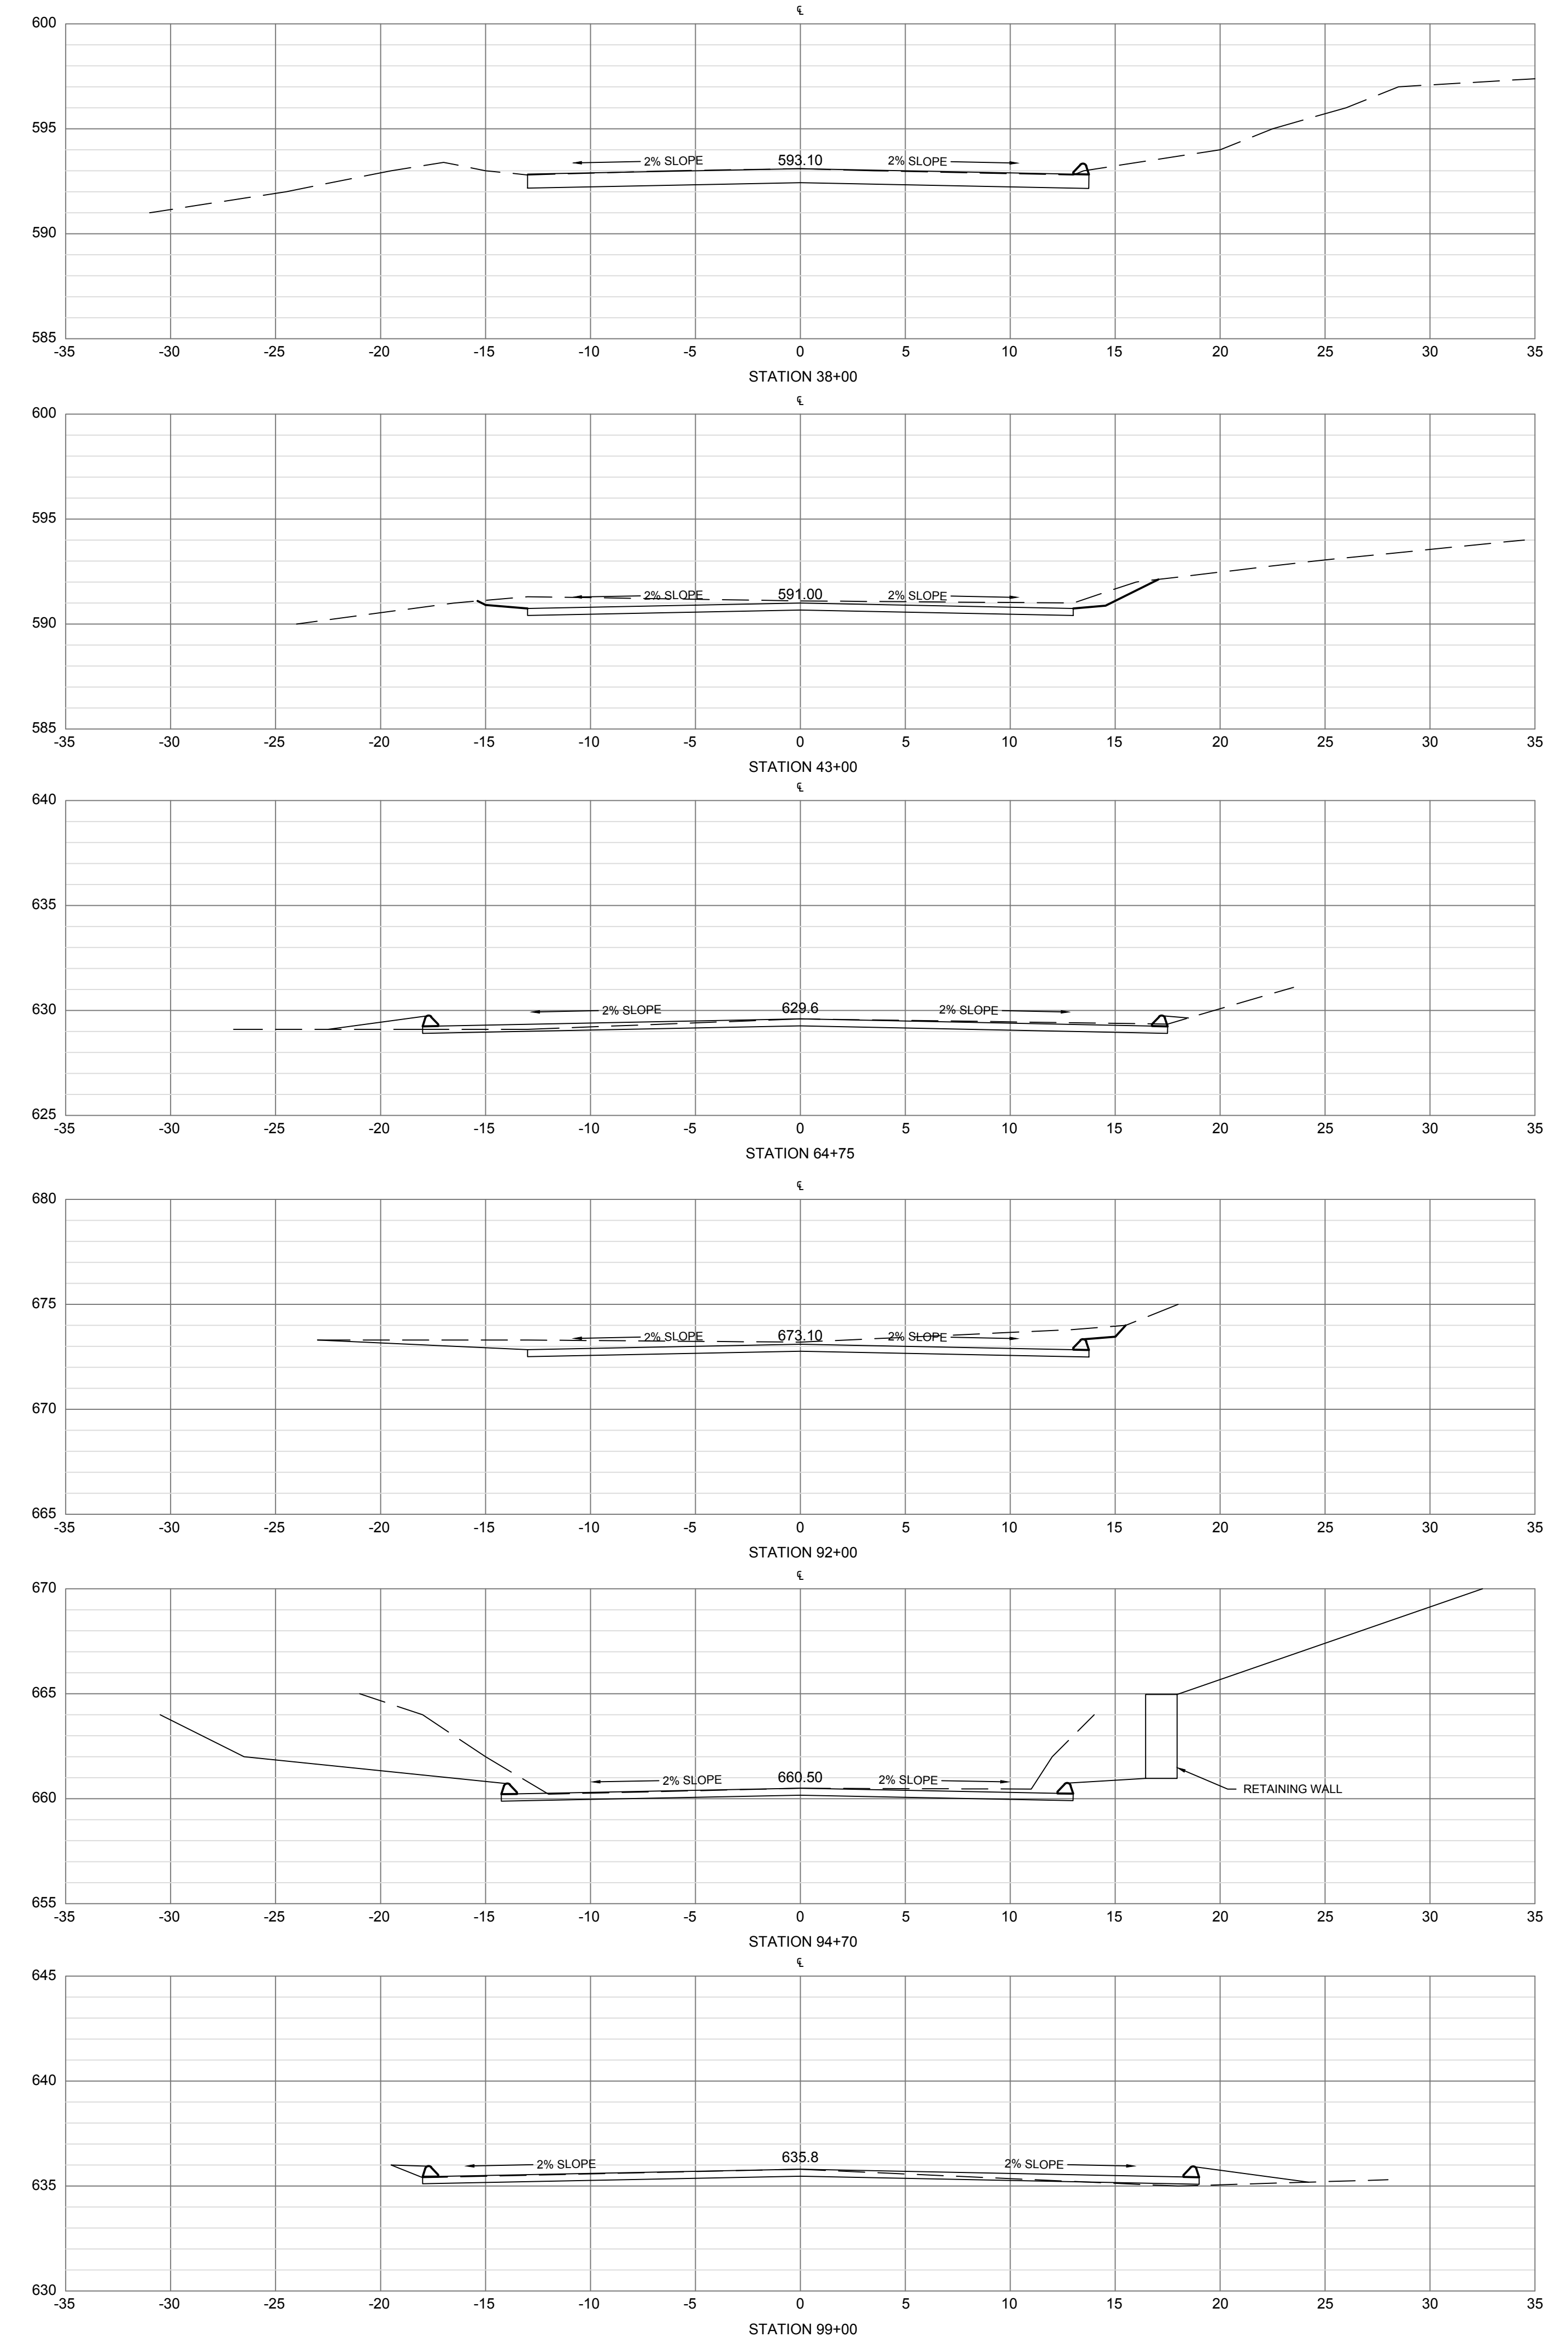 ℄
600
595
2% SLOPE 593.10 2% SLOPE
590
585
-35 -30 -25 -20 -15 -10 -5 0 5 10 15 20 25 30 35
STATION 38+00
℄
600
595
2% SLOPE 591.00 2% SLOPE
590
585
-35 -30 -25 -20 -15 -10 -5 0 5 10 15 20 25 30 35
STATION 43+00
℄
640
635
630
2% SLOPE 629.6 2% SLOPE
625
-35 -30 -25 -20 -15 -10 -5 0 5 10 15 20 25 30 35
STATION 64+75
℄
680
675
2% SLOPE 673.10 2% SLOPE
670
665
-35 -30 -25 -20 -15 -10 -5 0 5 10 15 20 25 30 35
STATION 92+00
℄
670
665
2% SLOPE 660.50 2% SLOPE
RETAINING WALL
660
655
-35 -30 -25 -20 -15 -10 -5 0 5 10 15 20 25 30 35
STATION 94+70
℄
645
640
2% SLOPE 635.8 2% SLOPE
635
630
-35 -30 -25 -20 -15 -10 -5 0 5 10 15 20 25 30 35
STATION 99+00